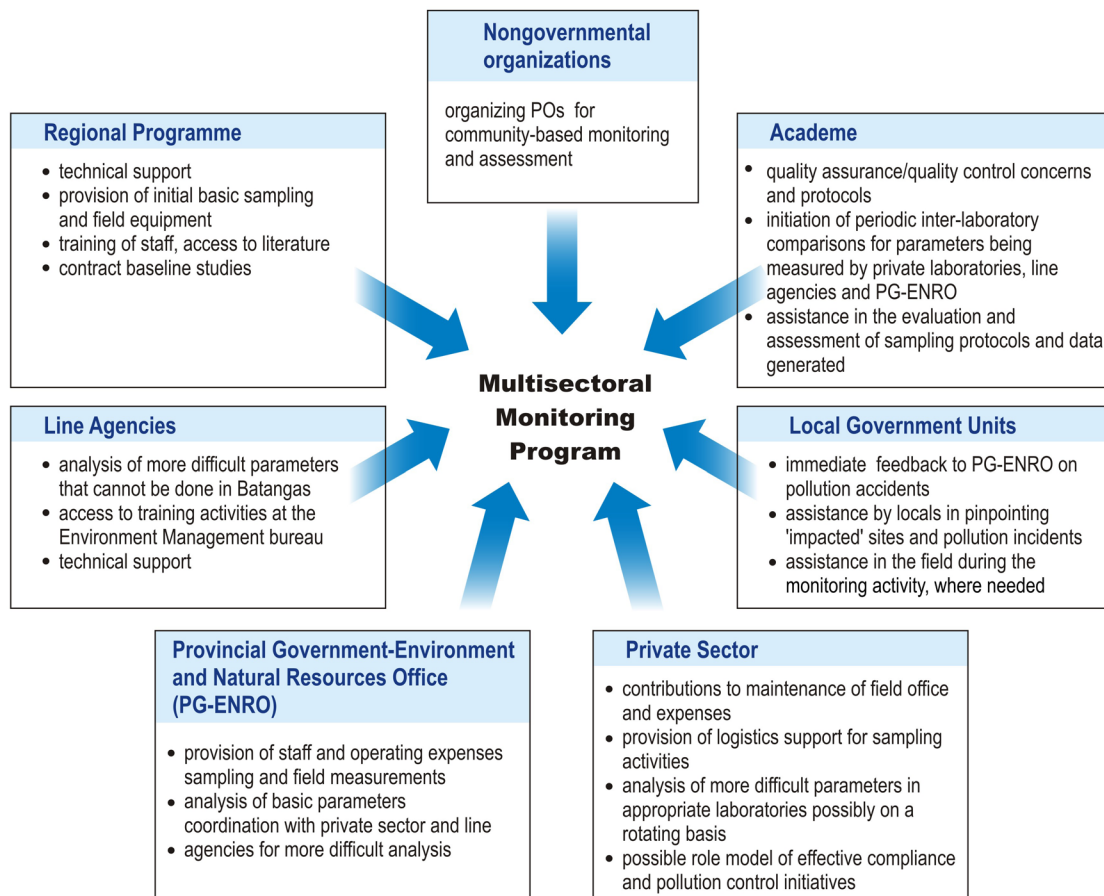 Nongovernmental
organizations
organizing POs for
community-based monitoring
and assessment
Regional Programme
• technical support
• provision of initial basic sampling
and field equipment
• training of staff, access to literature
• contract baseline studies
Academe
• quality assurance/quality control concerns
and protocols
• initiation of periodic inter-laboratory
comparisons for parameters being
measured by private laboratories, line
agencies and PG-ENRO
• assistance in the evaluation and
assessment of sampling protocols and data
generated
Multisectoral
Monitoring
Program
Line Agencies
• analysis of more difficult parameters
that cannot be done in Batangas
• access to training activities at the
Environment Management bureau
• technical support
Local Government Units
• immediate feedback to PG-ENRO on
pollution accidents
• assistance by locals in pinpointing
'impacted' sites and pollution incidents
• assistance in the field during the
monitoring activity, where needed
Provincial Government-Environment
and Natural Resources Office
(PG-ENRO)
• provision of staff and operating expenses
sampling and field measurements
• analysis of basic parameters
coordination with private sector and line
• agencies for more difficult analysis
Private Sector
• contributions to maintenance of field office
and expenses
• provision of logistics support for sampling
activities
• analysis of more difficult parameters in
appropriate laboratories possibly on a
rotating basis
• possible role model of effective compliance
and pollution control initiatives